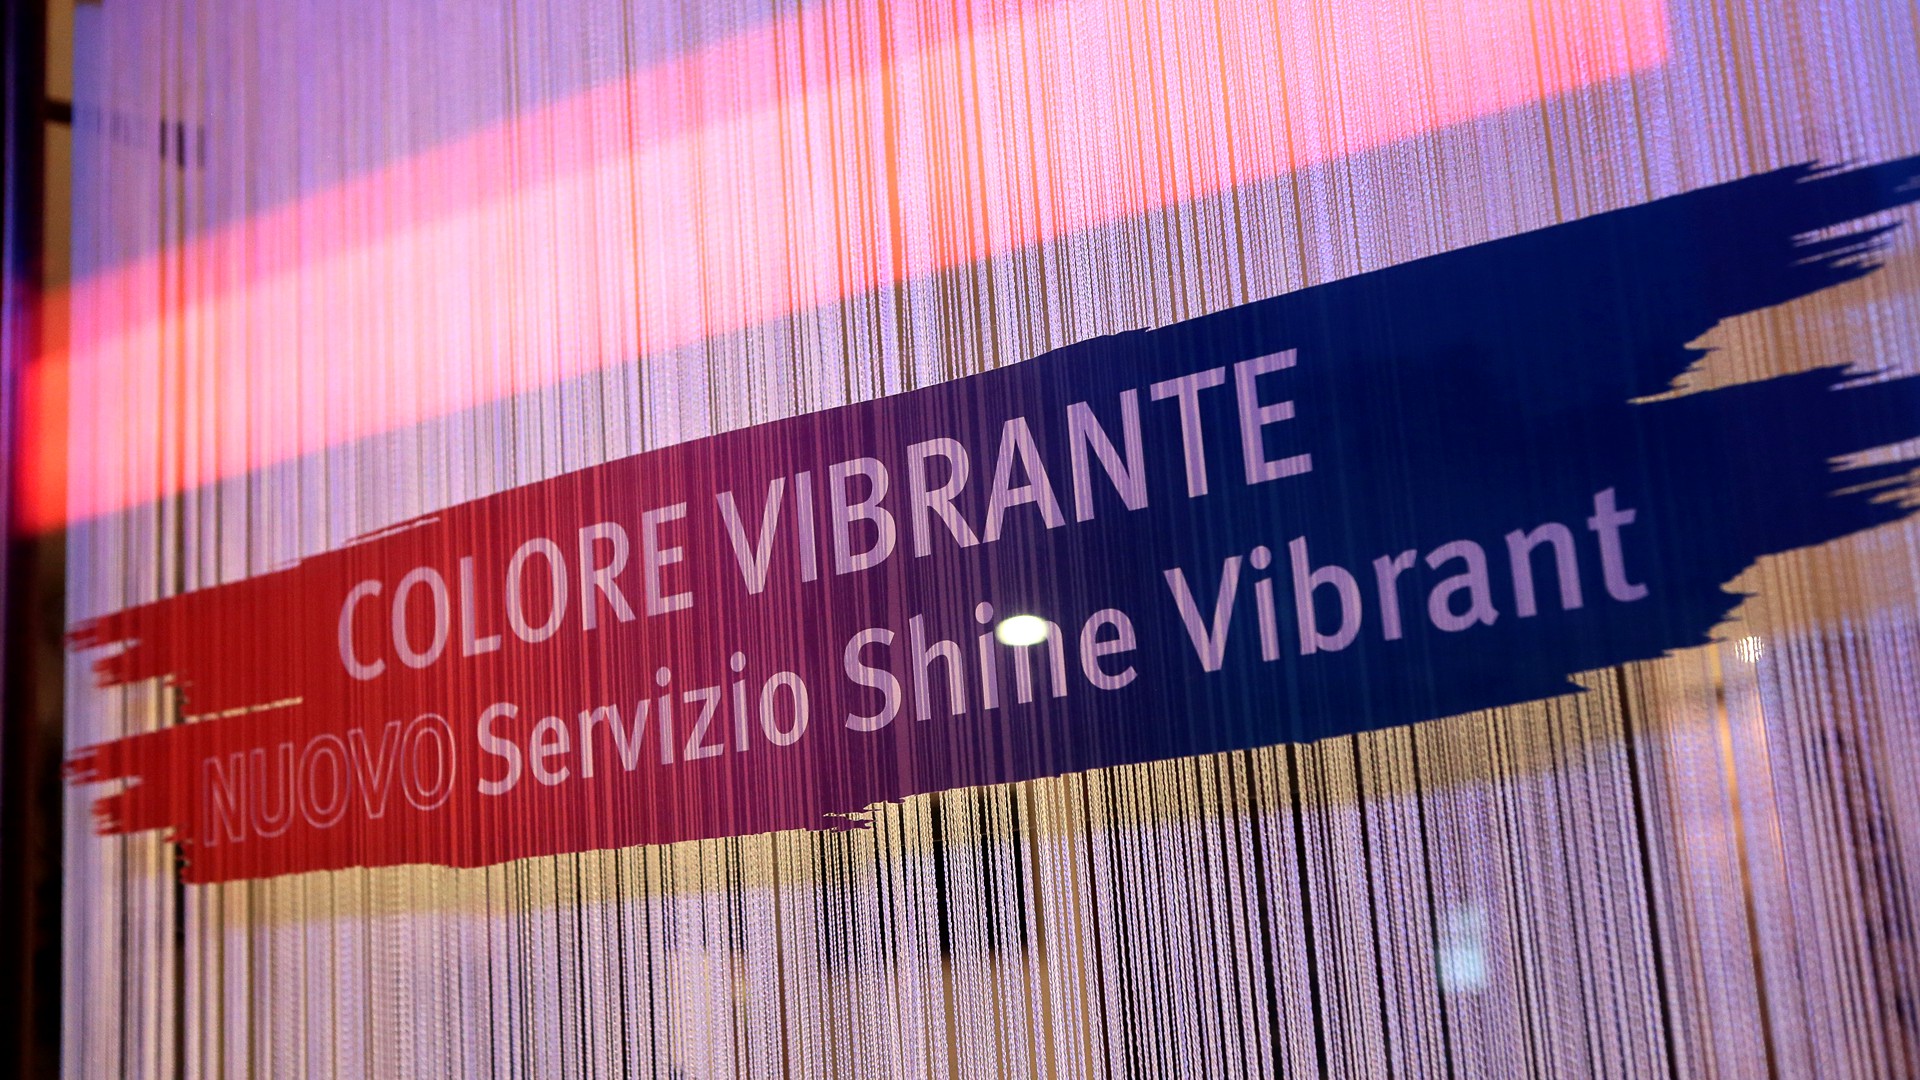 COLORE VIBRANTE
NUOVO Servizio Shine Vibrant